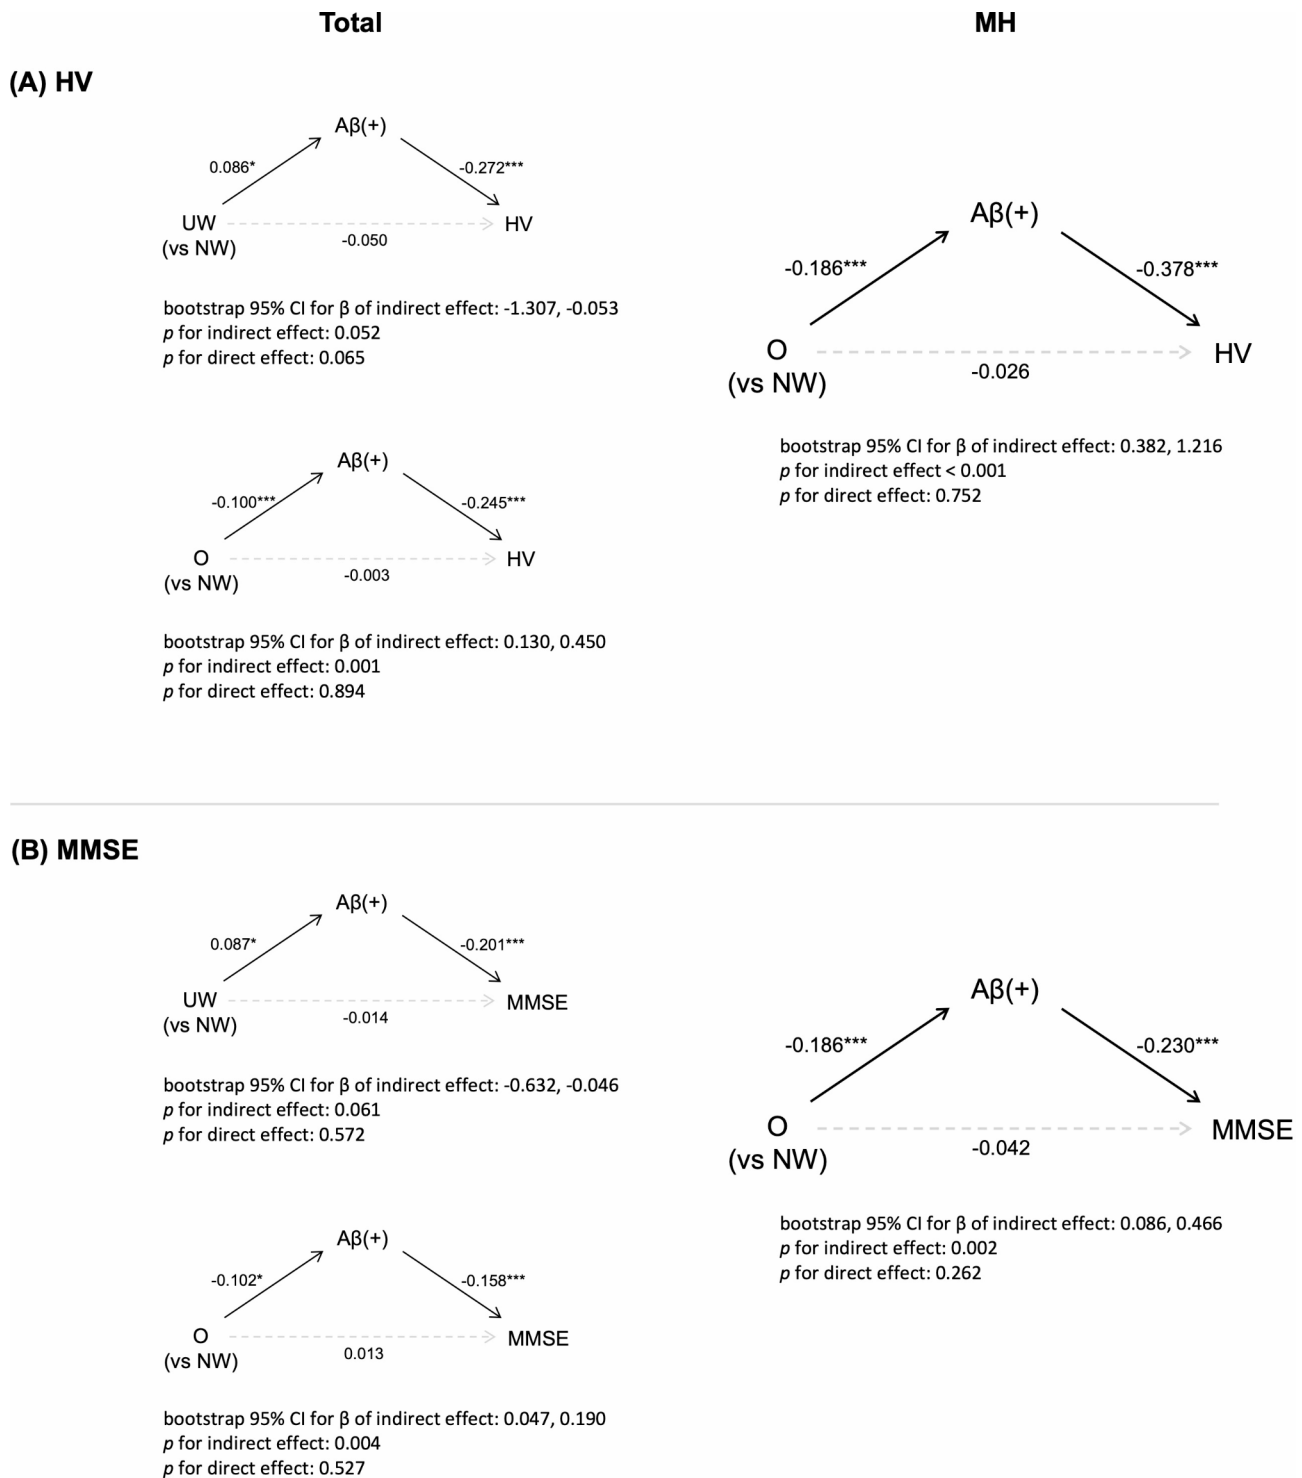 Total
MH
(A) HV
Aβ(+)
0.086*
-0.272***
UW
(vs NW)
HV
-0.050
bootstrap 95% CI for β of indirect effect: -1.307, -0.053
p for indirect effect: 0.052
p for direct effect: 0.065
Aβ(+)
-0.186***
-0.378***
O
(vs NW)
HV
-0.026
bootstrap 95% CI for β of indirect effect: 0.382, 1.216
p for indirect effect < 0.001
p for direct effect: 0.752
Aβ(+)
-0.100***
-0.245***
O
(vs NW)
HV
-0.003
bootstrap 95% CI for β of indirect effect: 0.130, 0.450
p for indirect effect: 0.001
p for direct effect: 0.894
(B) MMSE
Aβ(+)
0.087*
-0.201***
UW
(vs NW)
MMSE
-0.014
bootstrap 95% CI for β of indirect effect: -0.632, -0.046
p for indirect effect: 0.061
p for direct effect: 0.572
Aβ(+)
-0.186***
-0.230***
O
(vs NW)
MMSE
-0.042
bootstrap 95% CI for β of indirect effect: 0.086, 0.466
p for indirect effect: 0.002
p for direct effect: 0.262
Aβ(+)
-0.102*
-0.158***
O
(vs NW)
MMSE
0.013
bootstrap 95% CI for β of indirect effect: 0.047, 0.190
p for indirect effect: 0.004
p for direct effect: 0.527